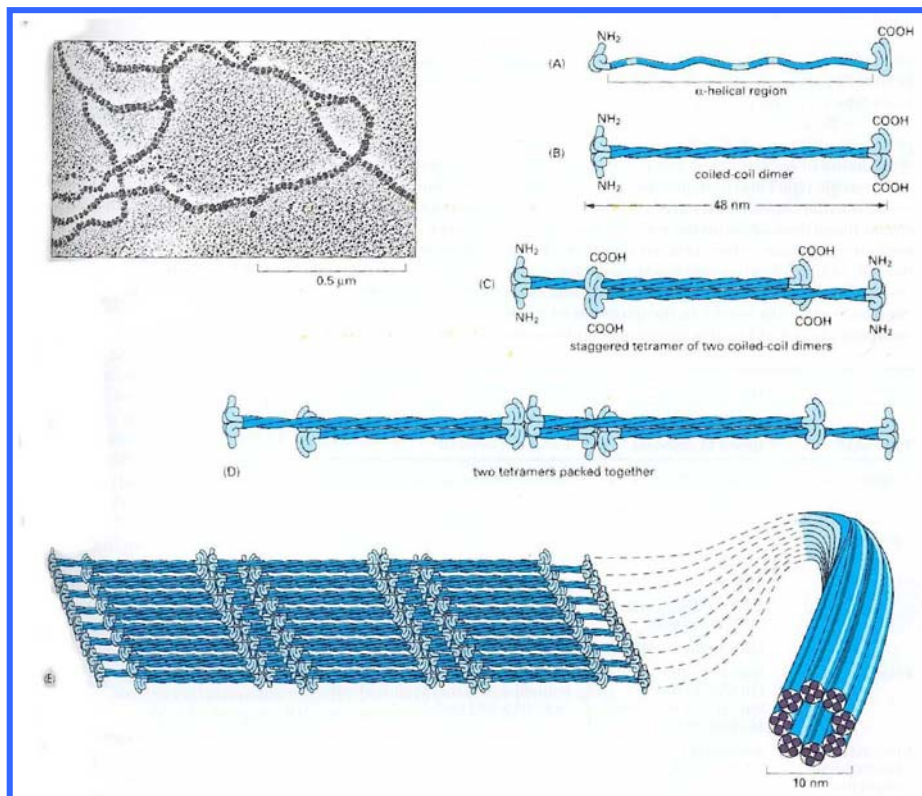 NH2
COOH
(A)
α-helical region
NH2
COOH
(B)
coiled-coil dimer
NH2
COOH
48 nm
0.5 μm
NH2
COOH
COOH
NH2
(C)
NH2
COOH
COOH
NH2
staggered tetramer of two coiled-coil dimers
(D)
two tetramers packed together
(E)
10 nm